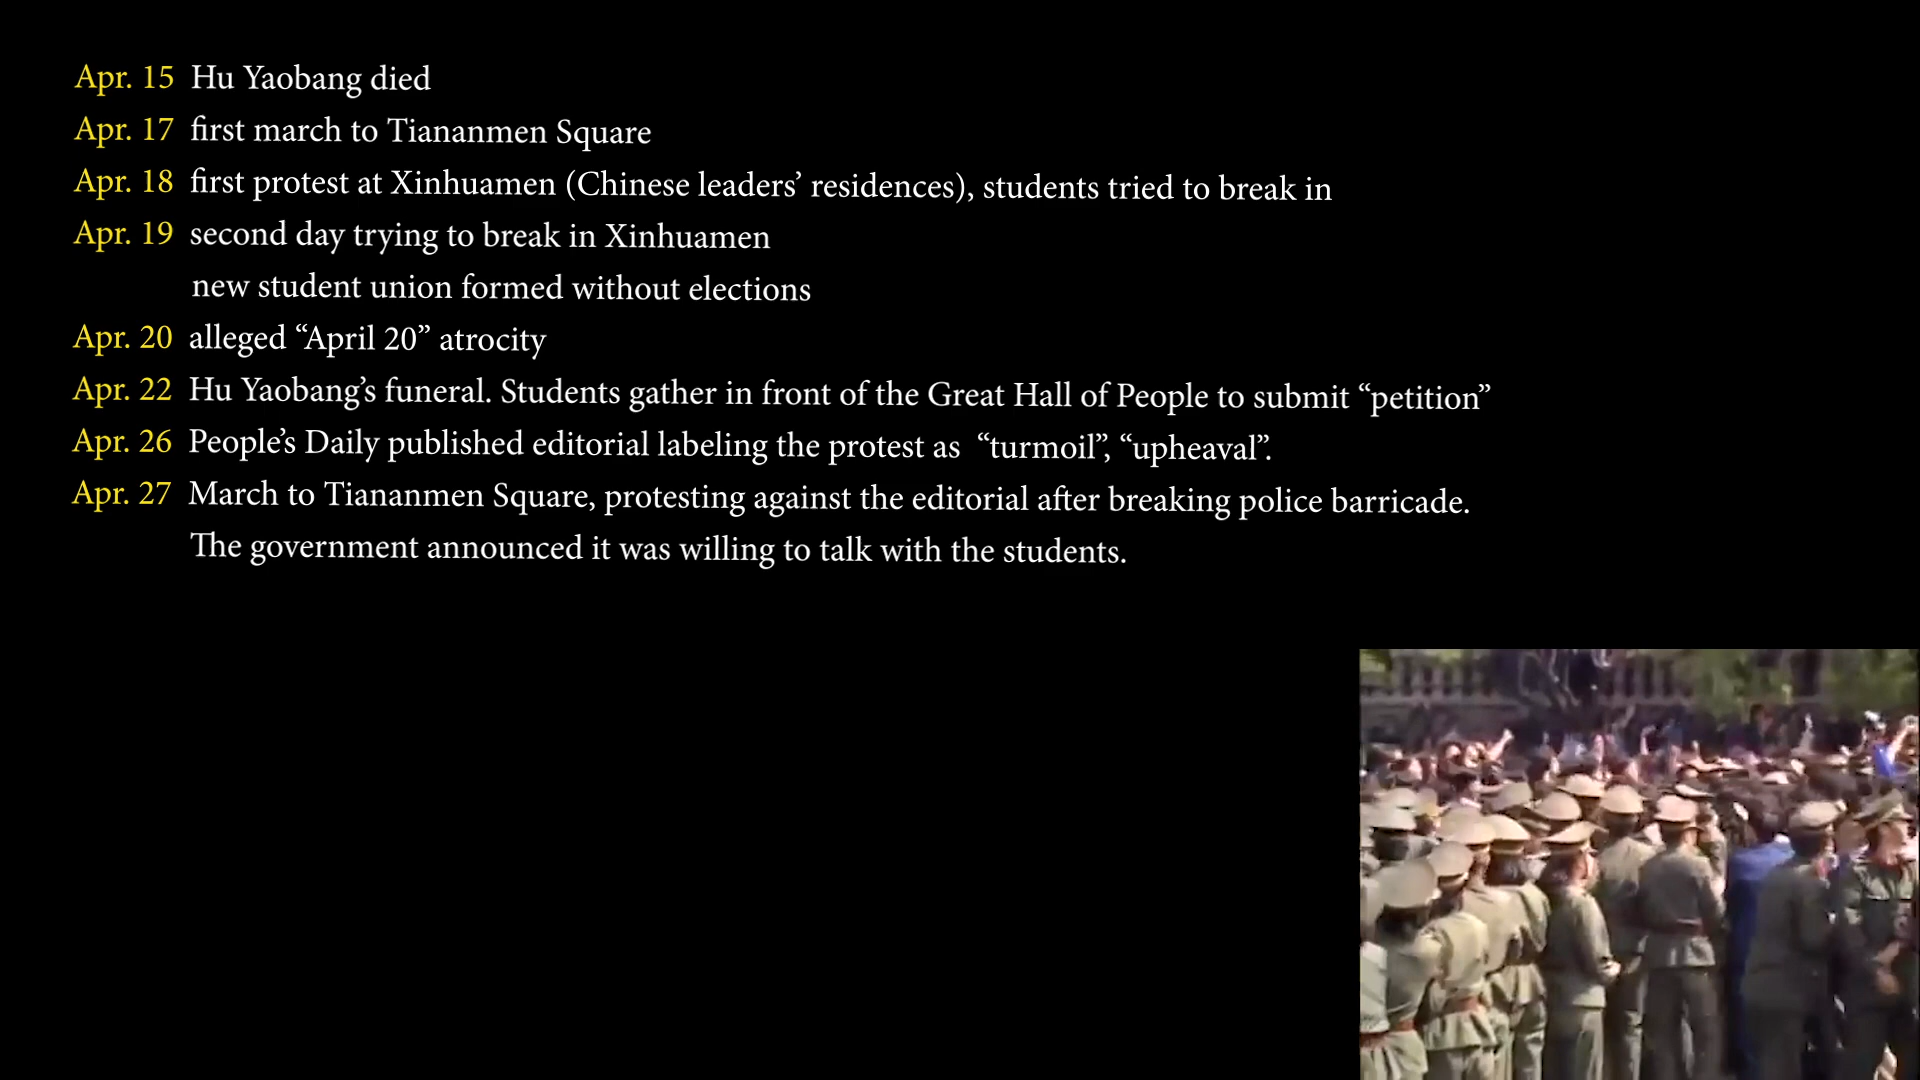 Apr. 15 Hu Yaobang died
Apr. 17 first march to Tiananmen Square
Apr. 18 first protest at Xinhuamen (Chinese leaders’ residences), students tried to break in
Apr. 19 second day trying to break in Xinhuamen
new student union formed without elections
Apr. 20 alleged “April 20” atrocity
Apr. 22 Hu Yaobang’s funeral. Students gather in front of the Great Hall of People to submit “petition”
Apr. 26 People’s Daily published editorial labeling the protest as “turmoil”, “upheaval”.
Apr. 27 March to Tiananmen Square, protesting against the editorial after breaking police barricade.
The government announced it was willing to talk with the students.